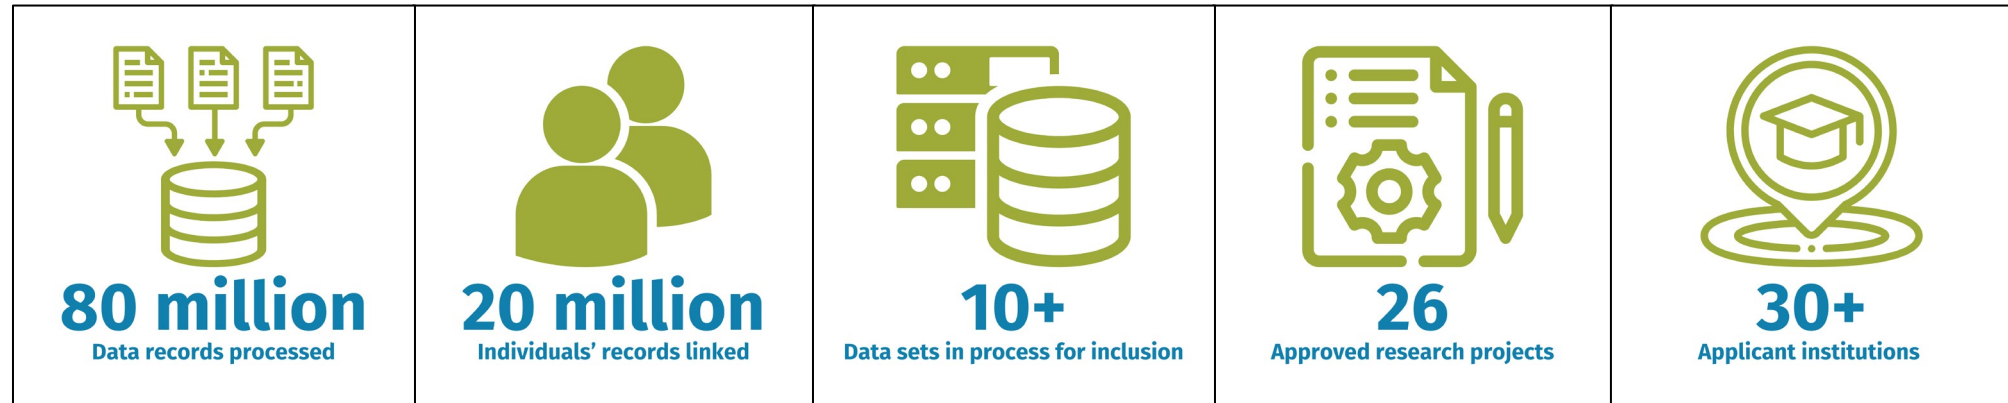 80 million
Data records processed
20 million
Individuals’ records linked
10+
Data sets in process for inclusion
26
Approved research projects
30+
Applicant institutions